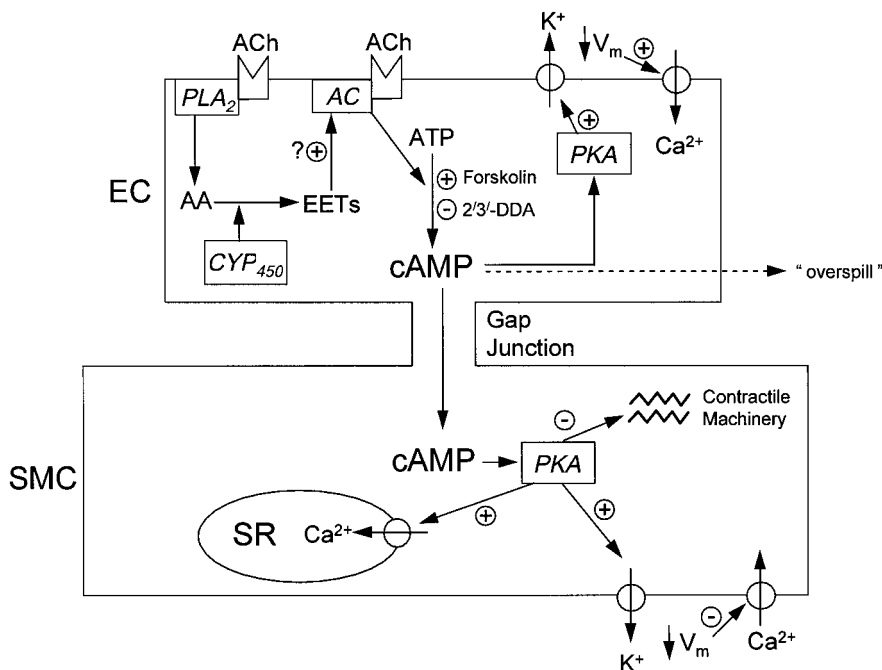 ACh
ACh
K+
↓ Vm
+
PLA2
AC
ATP
+
PKA
Ca2+
? +
+ Forskolin
- 2/3/-DDA
EC
AA
EETs
CYP450
cAMP
" overspill "
Gap
Junction
Contractile
Machinery
-
SMC
cAMP
PKA
+
+
SR
Ca2+
-
K+
↓ Vm
Ca2+